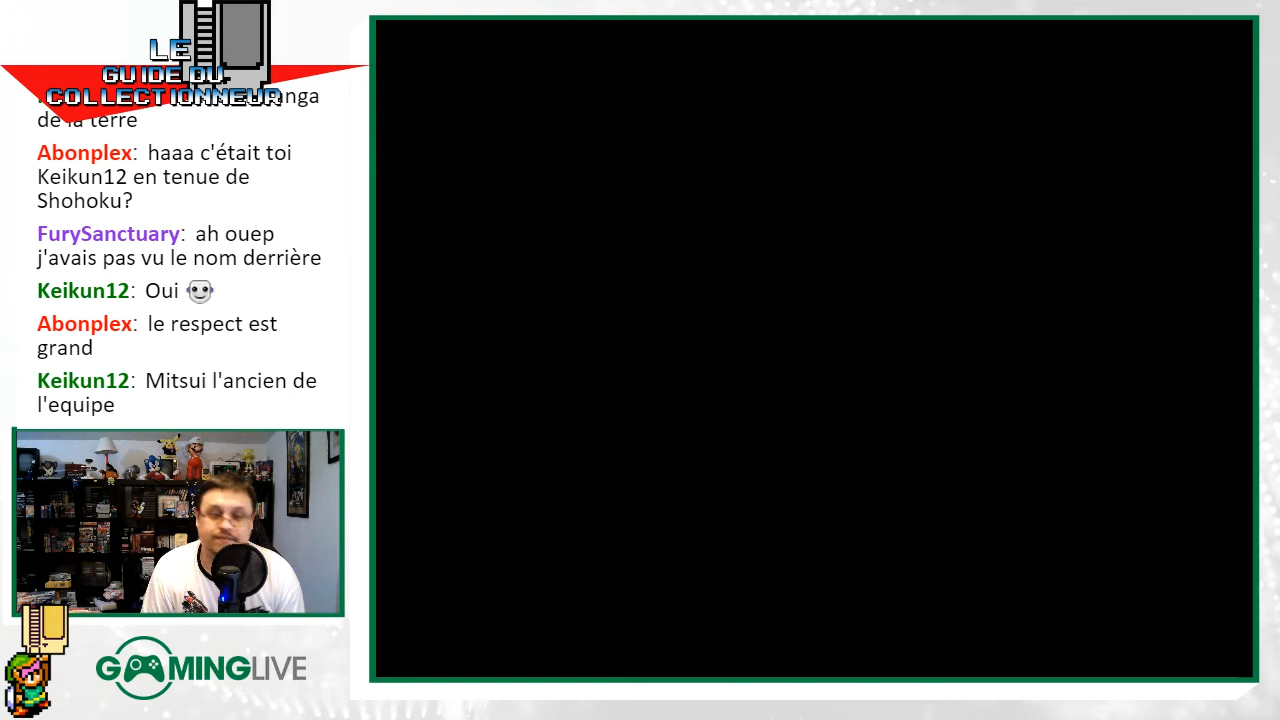 LE
GUIDE DU
COLLECTIONNEUR
de la terre
Abonplex: haaa c'était toi
Keikun12 en tenue de
Shohoku?
FurySanctuary: ah ouep
j'avais pas vu le nom derrière
Keikun12: Oui
Abonplex: le respect est
grand
Keikun12: Mitsui l'ancien de
l'equipe
GAMINGLIVE